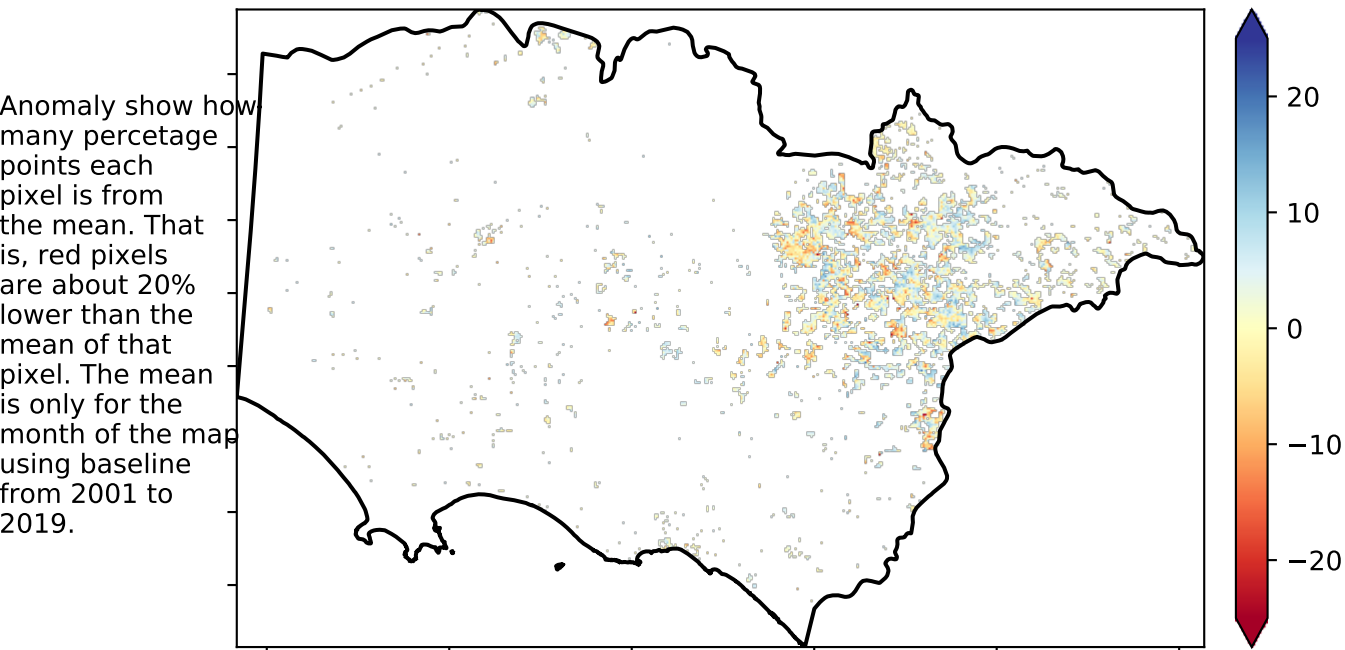 Anomaly show how
many percetage
points each
pixel is from
the mean. That
is, red pixels
are about 20%
lower than the
mean of that
pixel. The mean
is only for the
month of the map
using baseline
from 2001 to
2019.
20
10
0
−10
−20